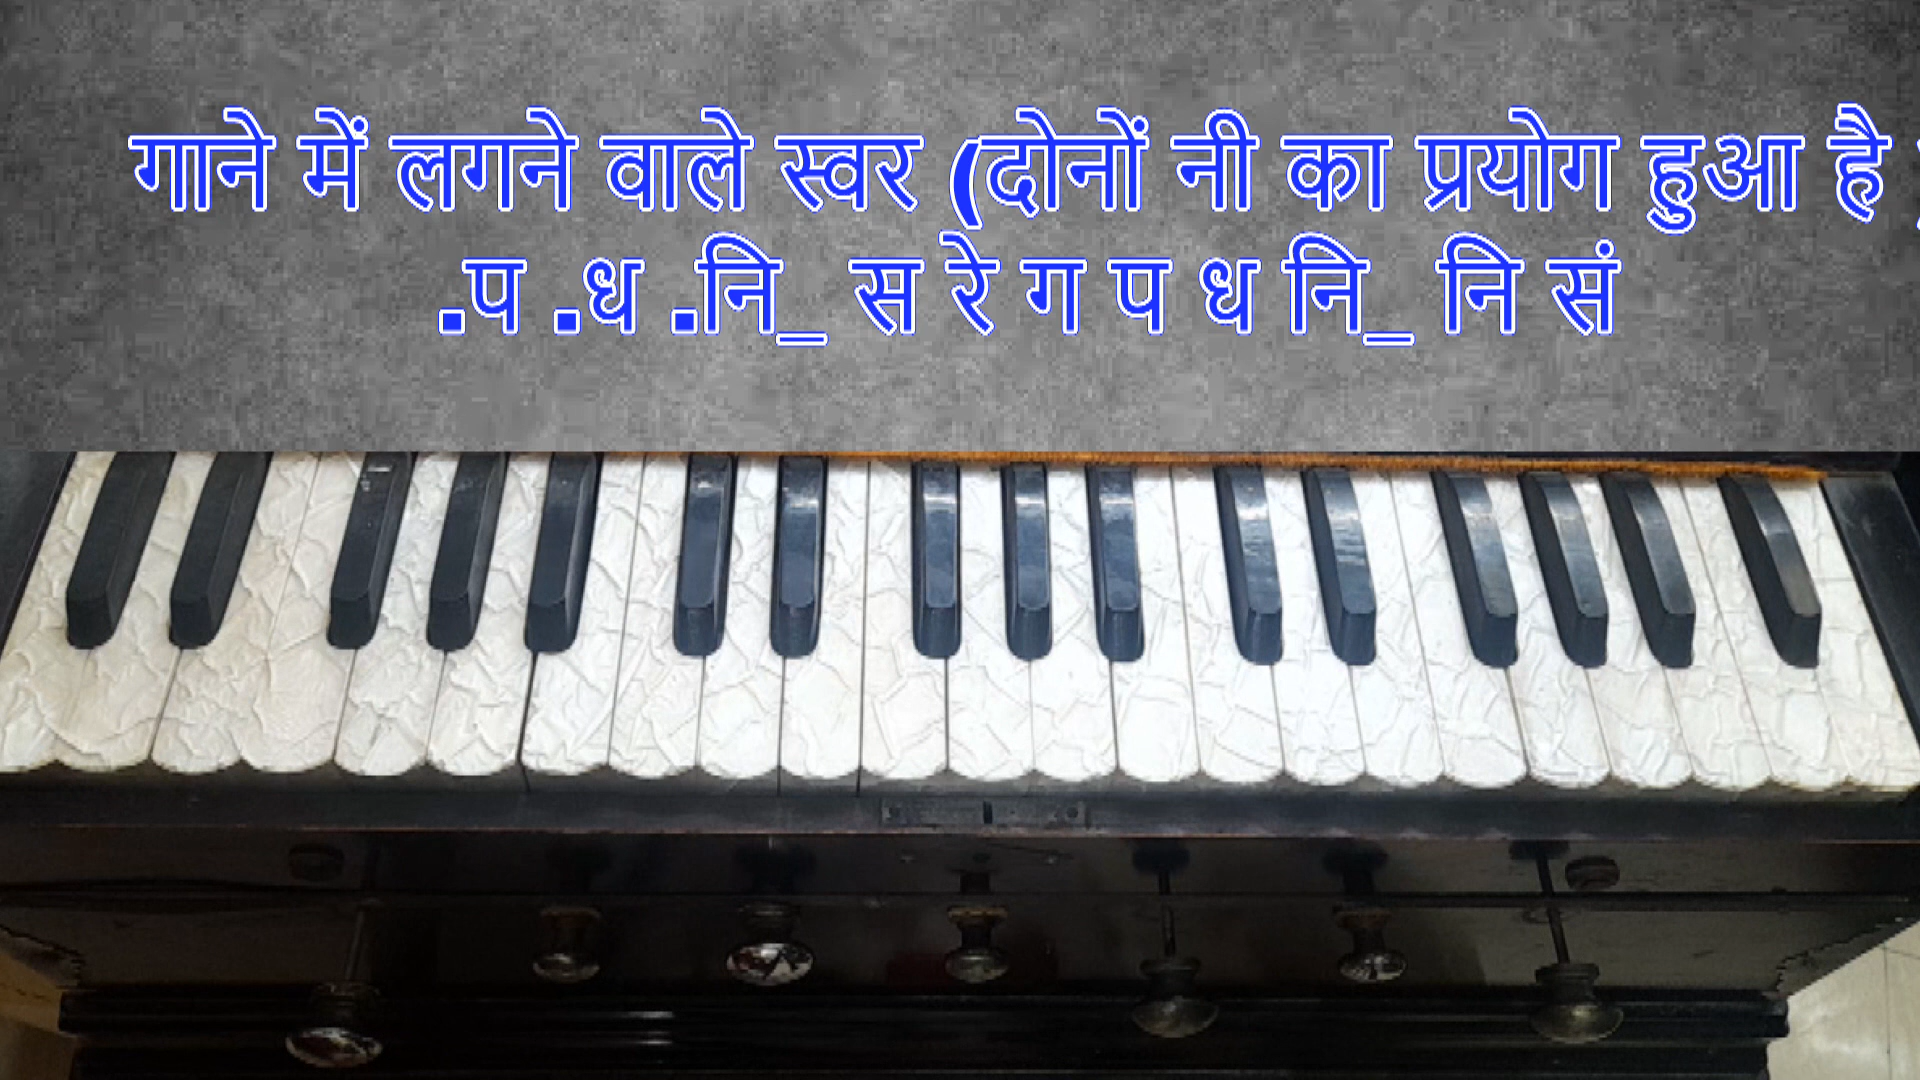 गाने में लगने वाले स्वर (दोनों नी का प्रयोग हुआ है
.प .ध .नि_ स रे ग प ध नि_ नि सं